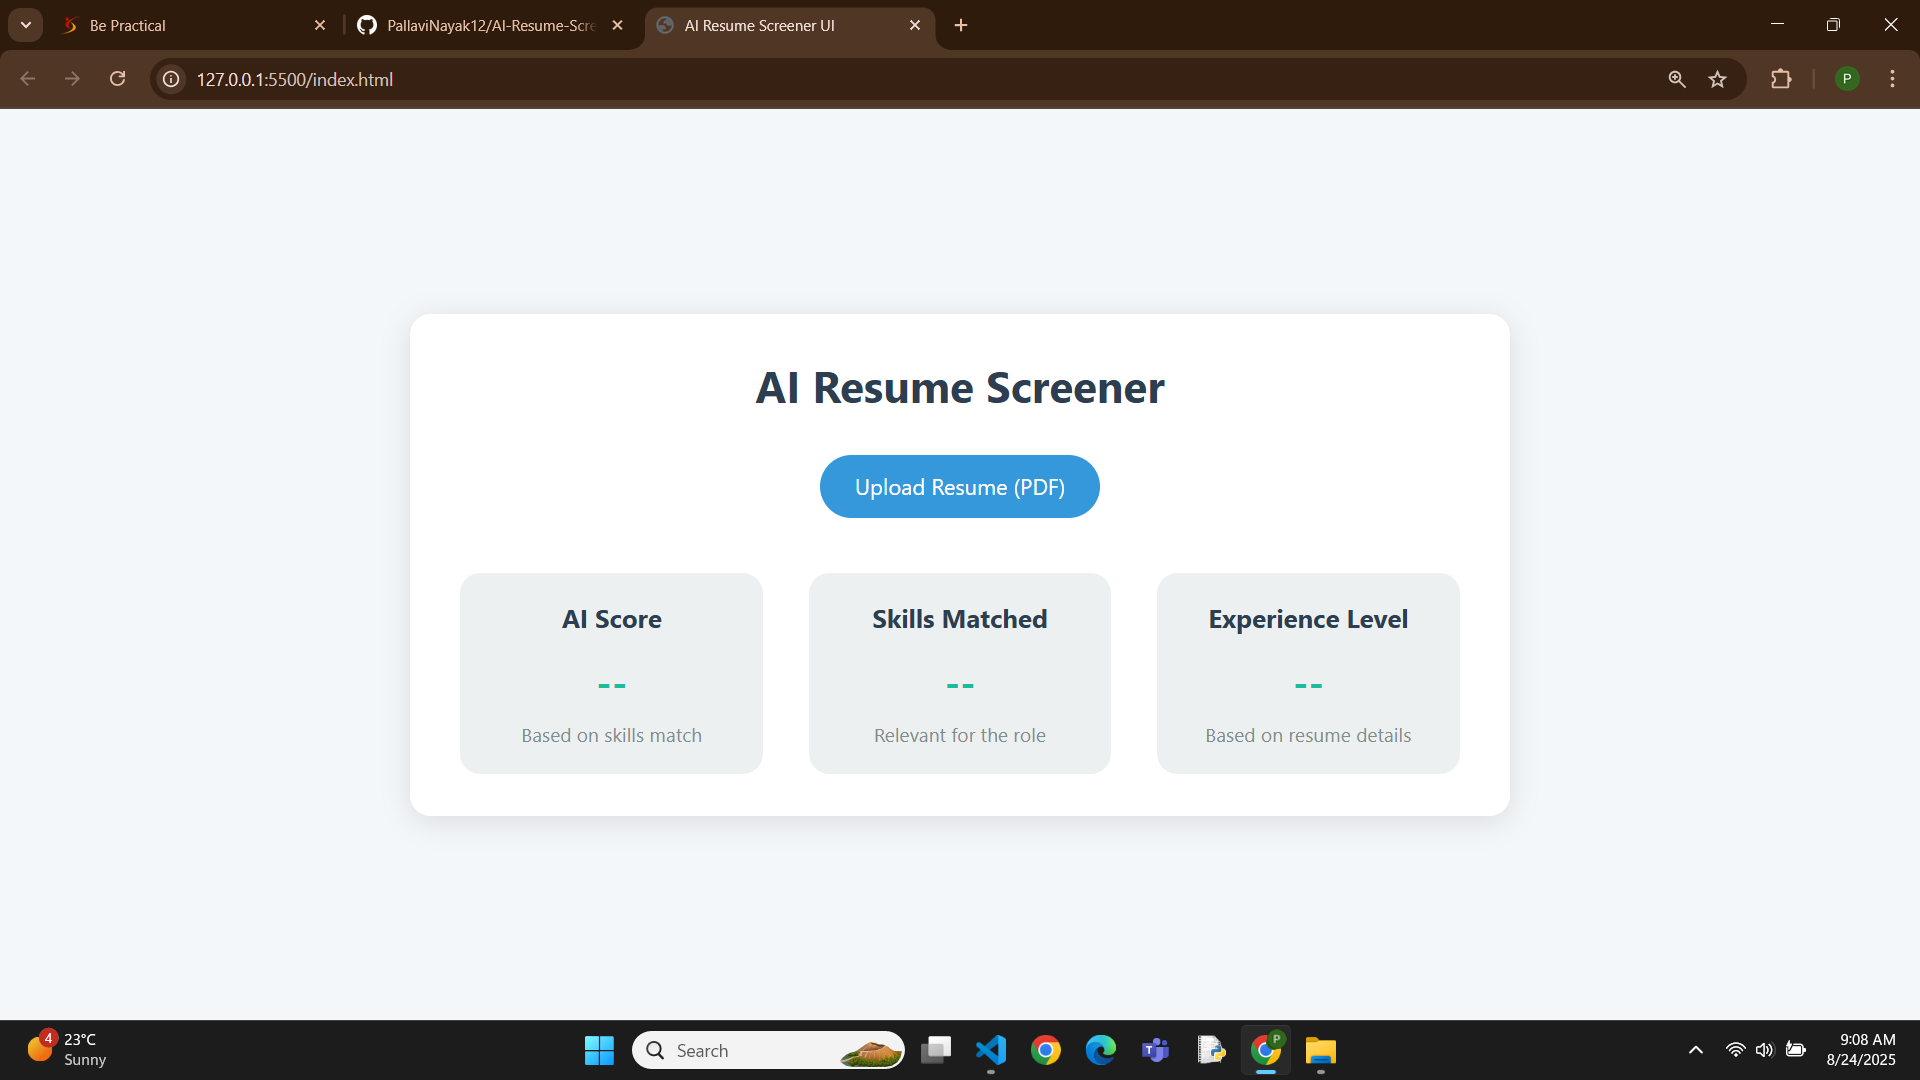 Be Practical
PallaviNayak12/AI-Resume-Scre
AI Resume Screener UI
127.0.0.1:5500/index.html
P
AI Resume Screener
Upload Resume (PDF)
AI Score
--
Based on skills match
Skills Matched
--
Relevant for the role
Experience Level
--
Based on resume details
4
23°C
Sunny
Search
T
P
9:08 AM
8/24/2025